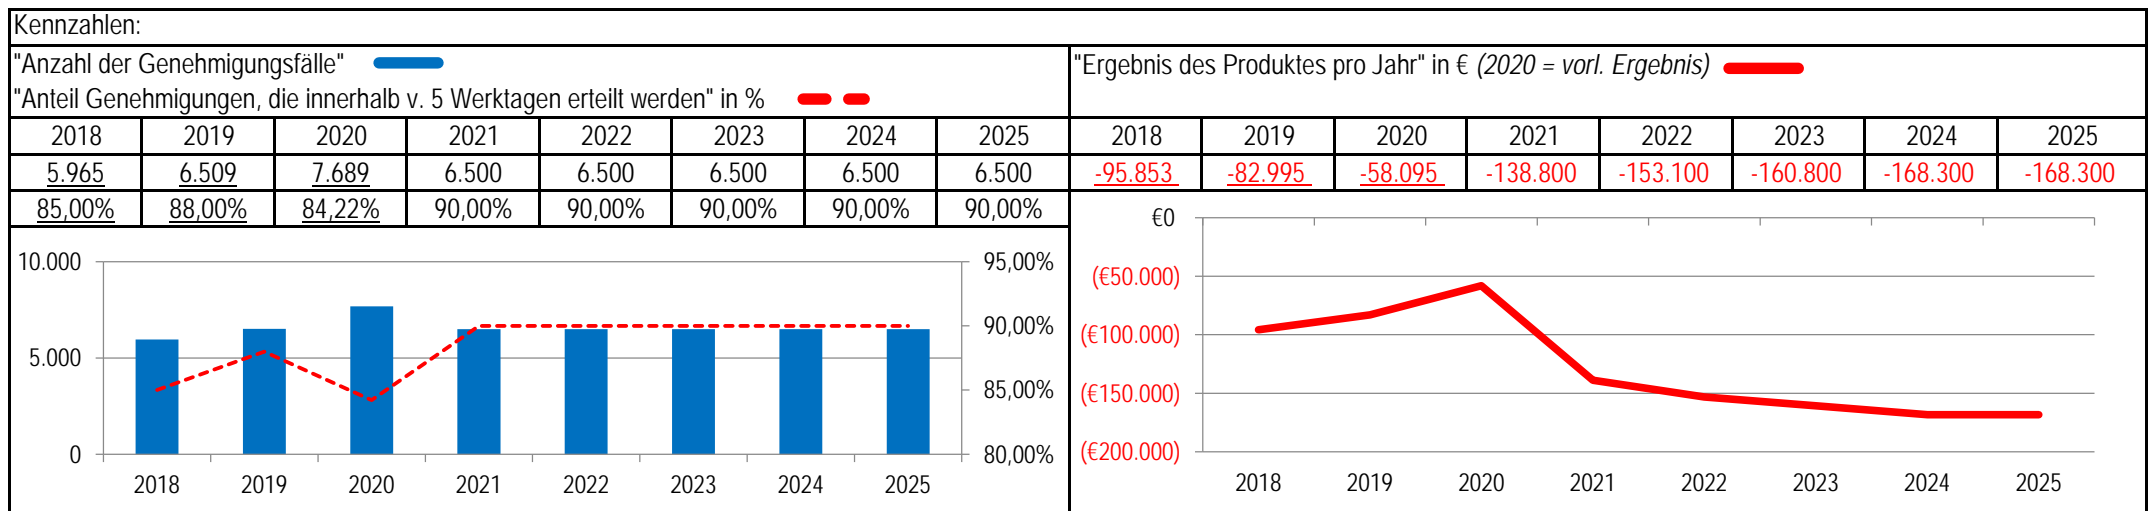 Kennzahlen:
"Anzahl der Genehmigungsfälle"
"Anteil Genehmigungen, die innerhalb v. 5 Werktagen erteilt werden" in %
2018 2019 2020 2021 2022 2023 2024 2025
5.965 6.509 7.689 6.500 6.500 6.500 6.500 6.500
85,00% 88,00% 84,22% 90,00% 90,00% 90,00% 90,00% 90,00%
10.000 95,00%
90,00%
5.000
85,00%
0 80,00%
2018 2019 2020 2021 2022 2023 2024 2025
"Ergebnis des Produktes pro Jahr" in € (2020 = vorl. Ergebnis)
2018 2019 2020 2021 2022 2023 2024 2025
-95.853 -82.995 -58.095 -138.800 -153.100 -160.800 -168.300 -168.300
€0
(€50.000)
(€100.000)
(€150.000)
(€200.000)
2018 2019 2020 2021 2022 2023 2024 2025